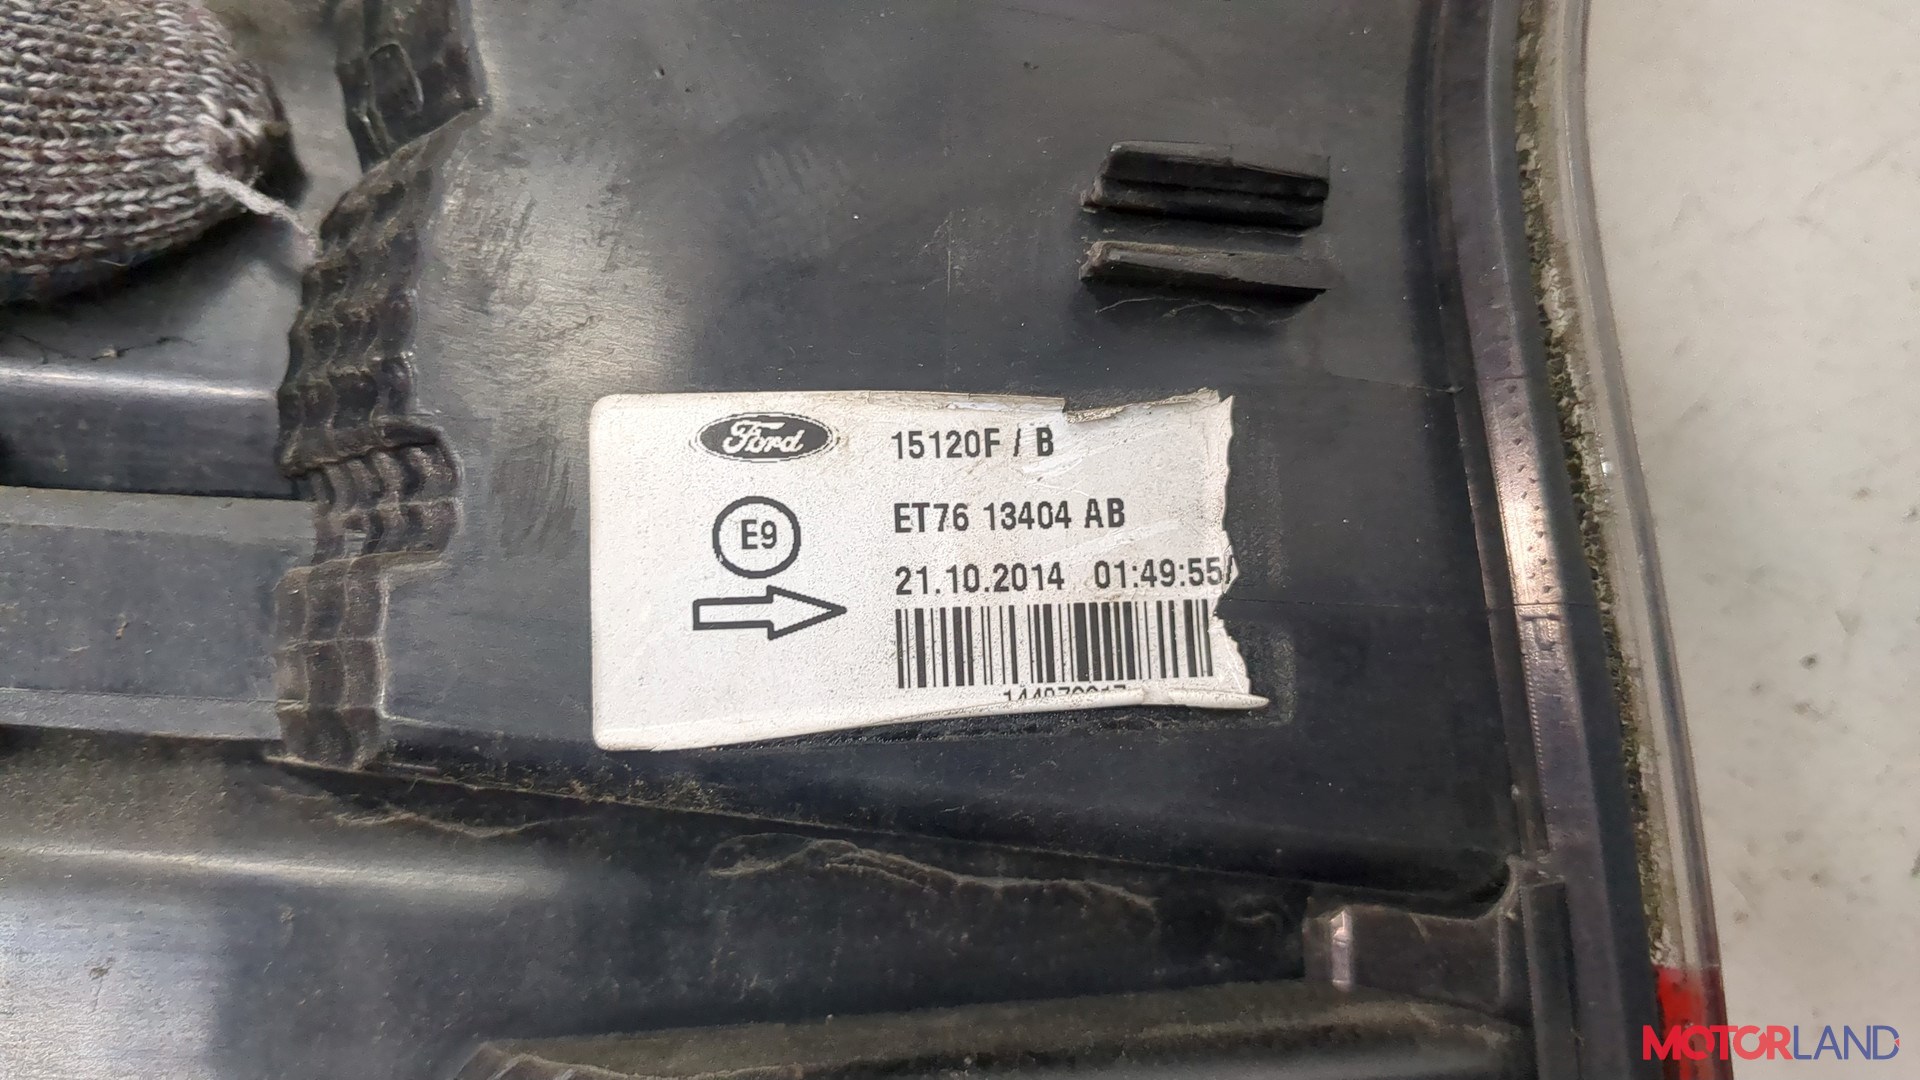 Ford
15120F / B
E9
ET76 13404 AB
21.10.2014 01:49:55/
MOTORLAND